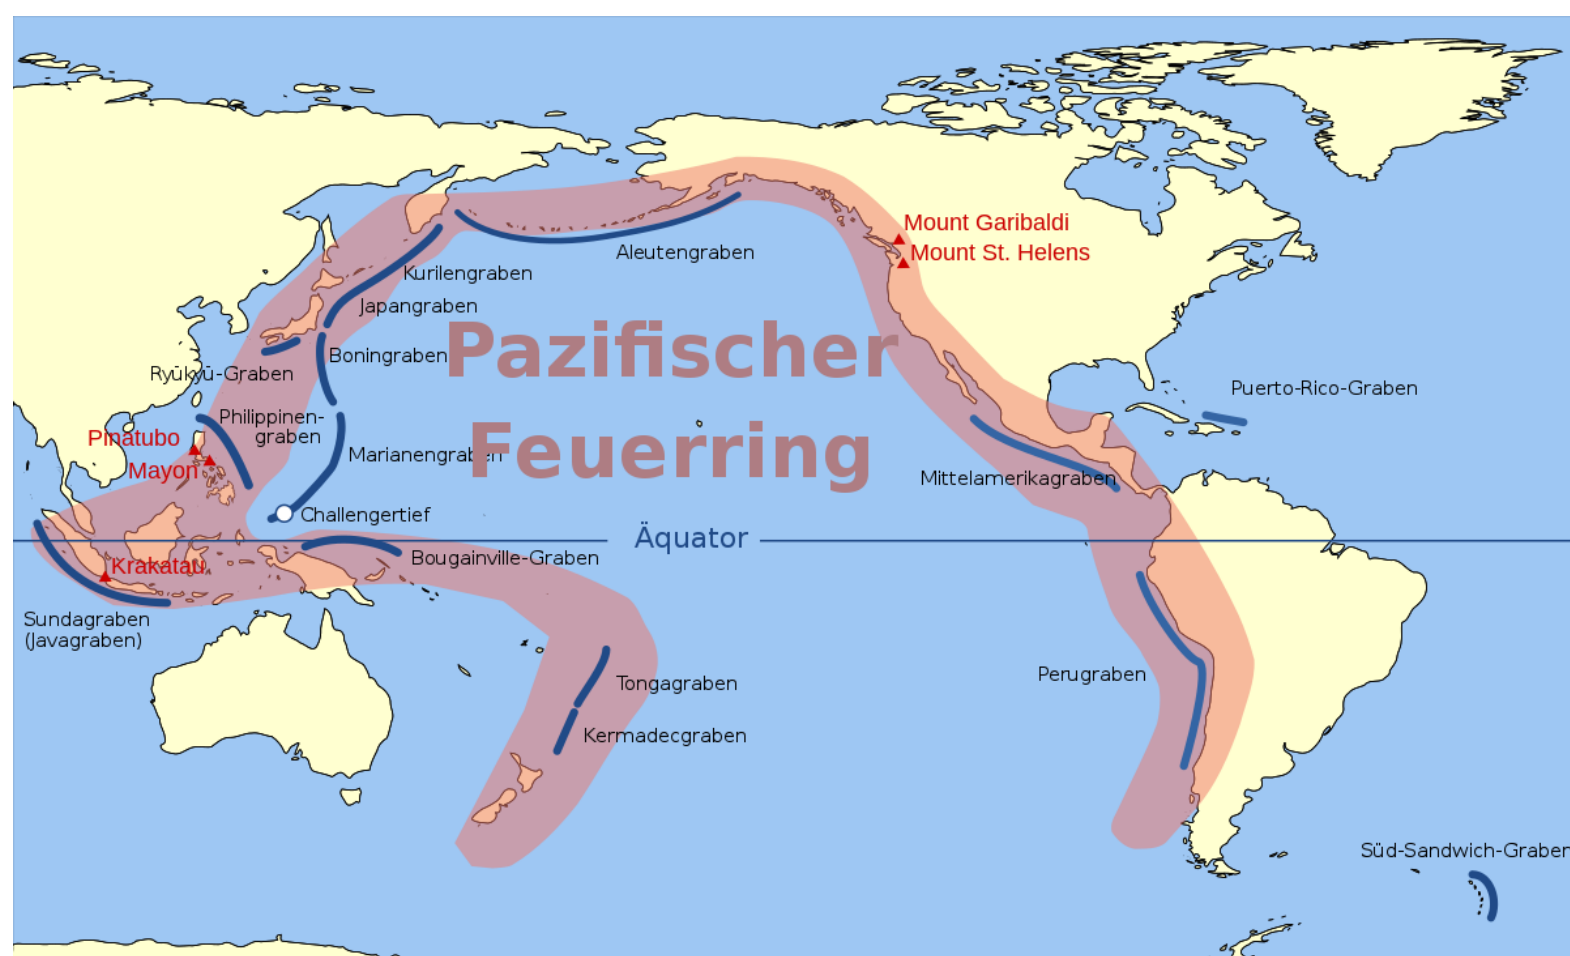 Mount Garibaldi
Mount St. Helens
Aleutengraben
Kurilengraben
Japangraben
Pazifischer
Feuerring
Boningraben
Ryūkyū-Graben
Puerto-Rico-Graben
Philippinen-
graben
Pinatubo
Mayon
Marianengraben
Mittelamerikagraben
Challengertief
Äquator
Bougainville-Graben
Krakatau
Sundagraben
(Javagraben)
Perugraben
Tongagraben
Kermadecgraben
Süd-Sandwich-Graben